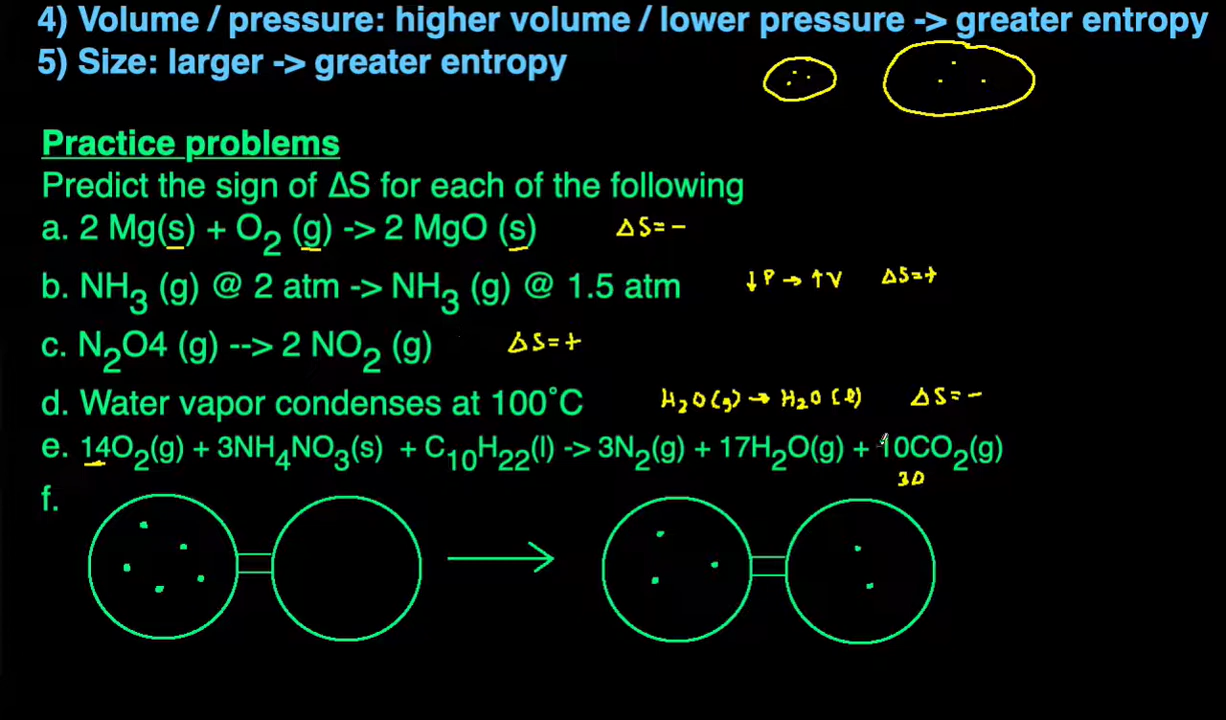 4) Volume / pressure: higher volume / lower pressure -> greater entropy
5) Size: larger -> greater entropy
Practice problems
Predict the sign of ΔS for each of the following
a. 2 Mg(s) + O₂ (g) -> 2 MgO (s) ΔS=-
b. NH₃ (g) @ 2 atm -> NH₃ (g) @ 1.5 atm ↓P → ↑V ΔS=+
c. N₂O4 (g) --> 2 NO₂ (g) ΔS=+
d. Water vapor condenses at 100˚C H₂O(g) → H₂O(l) ΔS=-
e. 14O₂(g) + 3NH₄NO₃(s) + C₁₀H₂₂(l) -> 3N₂(g) + 17H₂O(g) + 10CO₂(g)
30
f.